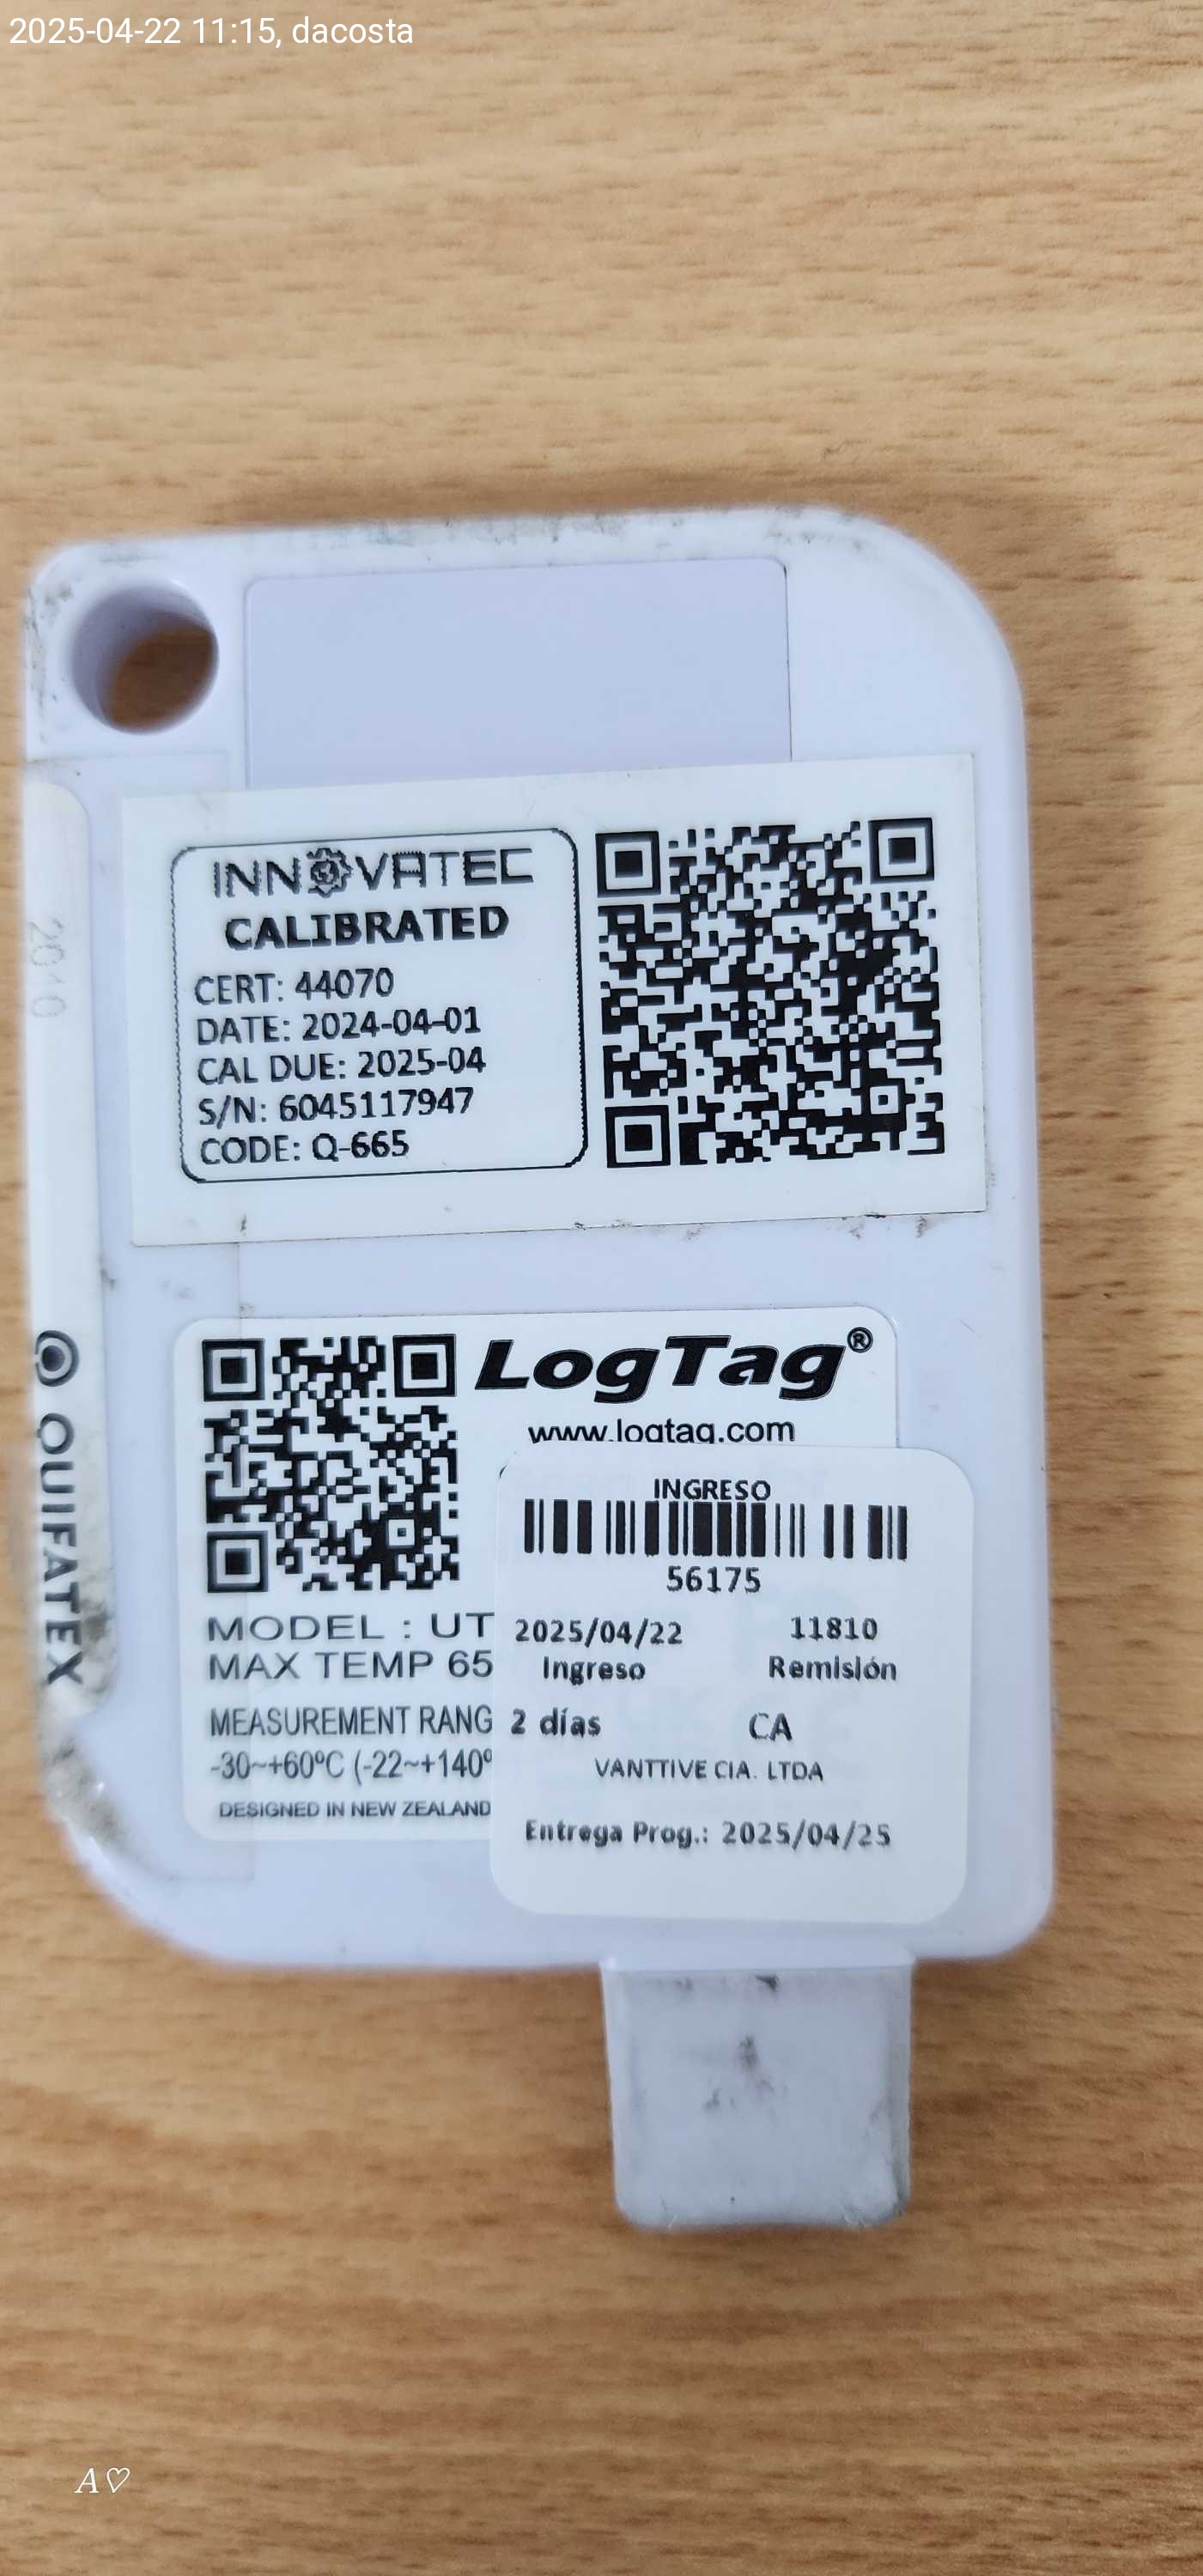 2025-04-22 11:15, dacosta
INNOVATEC
CALIBRATED
CERT: 44070
DATE: 2024-04-01
CAL DUE: 2025-04
S/N: 6045117947
CODE: Q-665
2010
QUIFATEX
LogTag®
www.logtag.com
MODEL : UT
MAX TEMP 65
MEASUREMENT RANG
-30~+60ºC (-22~+140º
DESIGNED IN NEW ZEALAND
INGRESO
56175
2025/04/22 11810
Ingreso Remisión
2 días CA
VANTTIVE CIA. LTDA
Entrega Prog.: 2025/04/25
A♡